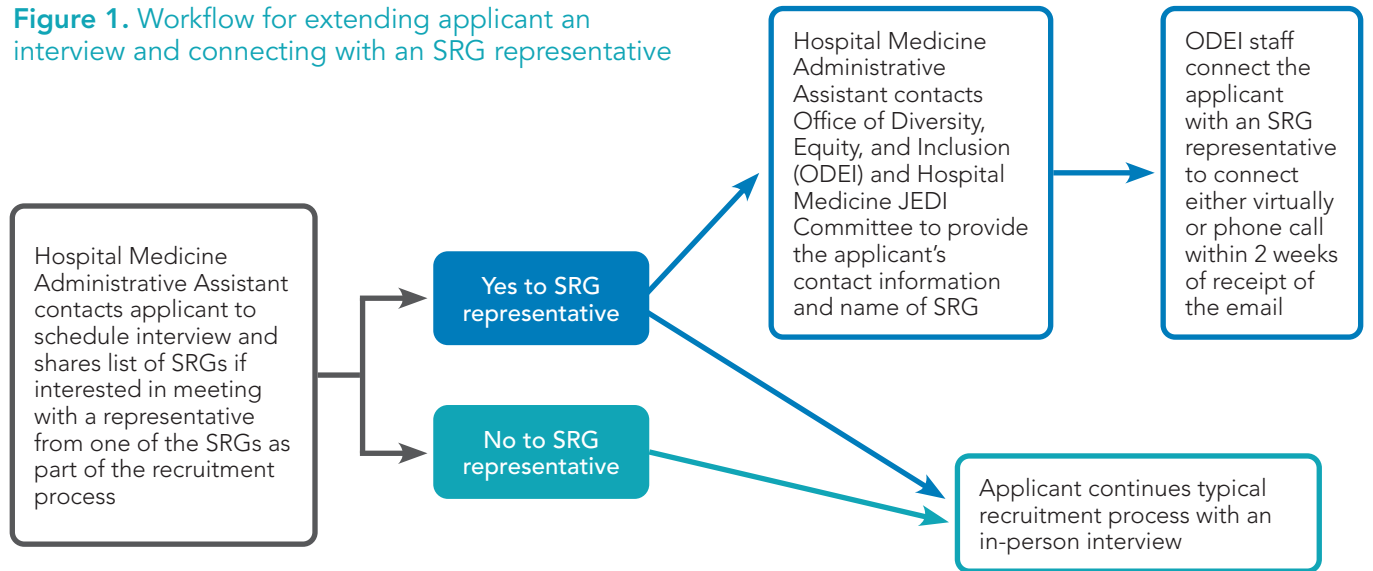 Figure 1. Workflow for extending applicant an
interview and connecting with an SRG representative
Hospital Medicine
Administrative Assistant
contacts applicant to
schedule interview and
shares list of SRGs if
interested in meeting
with a representative
from one of the SRGs as
part of the recruitment
process
Yes to SRG
representative
No to SRG
representative
Hospital Medicine
Administrative
Assistant contacts
Office of Diversity,
Equity, and Inclusion
(ODEI) and Hospital
Medicine JEDI
Committee to provide
the applicant’s
contact information
and name of SRG
ODEI staff
connect the
applicant
with an SRG
representative
to connect
either virtually
or phone call
within 2 weeks
of receipt of
the email
Applicant continues typical
recruitment process with an
in-person interview